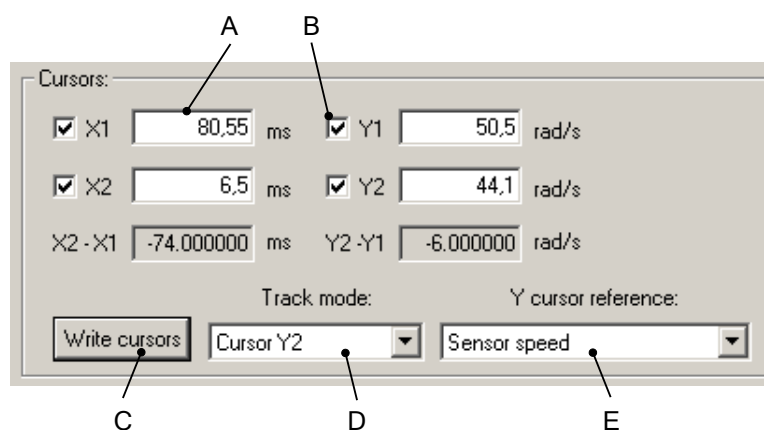 A B
Cursors:
X1 80,55 ms Y1 50,5 rad/s
X2 6,5 ms Y2 44,1 rad/s
X2 - X1 -74.000000 ms Y2 -Y1 -6.000000 rad/s
Track mode: Y cursor reference:
Write cursors Cursor Y2 Sensor speed
C D E